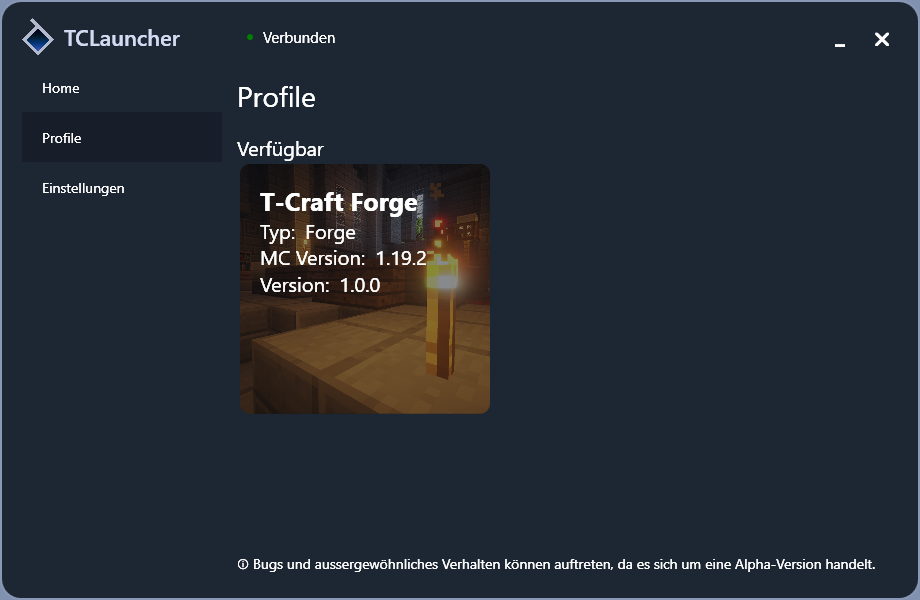 TCLauncher
Verbunden
Home
Profile
Einstellungen
Profile
Verfügbar
T-Craft Forge
Typ: Forge
MC Version: 1.19.2
Version: 1.0.0
Bugs und aussergewöhnliches Verhalten können auftreten, da es sich um eine Alpha-Version handelt.